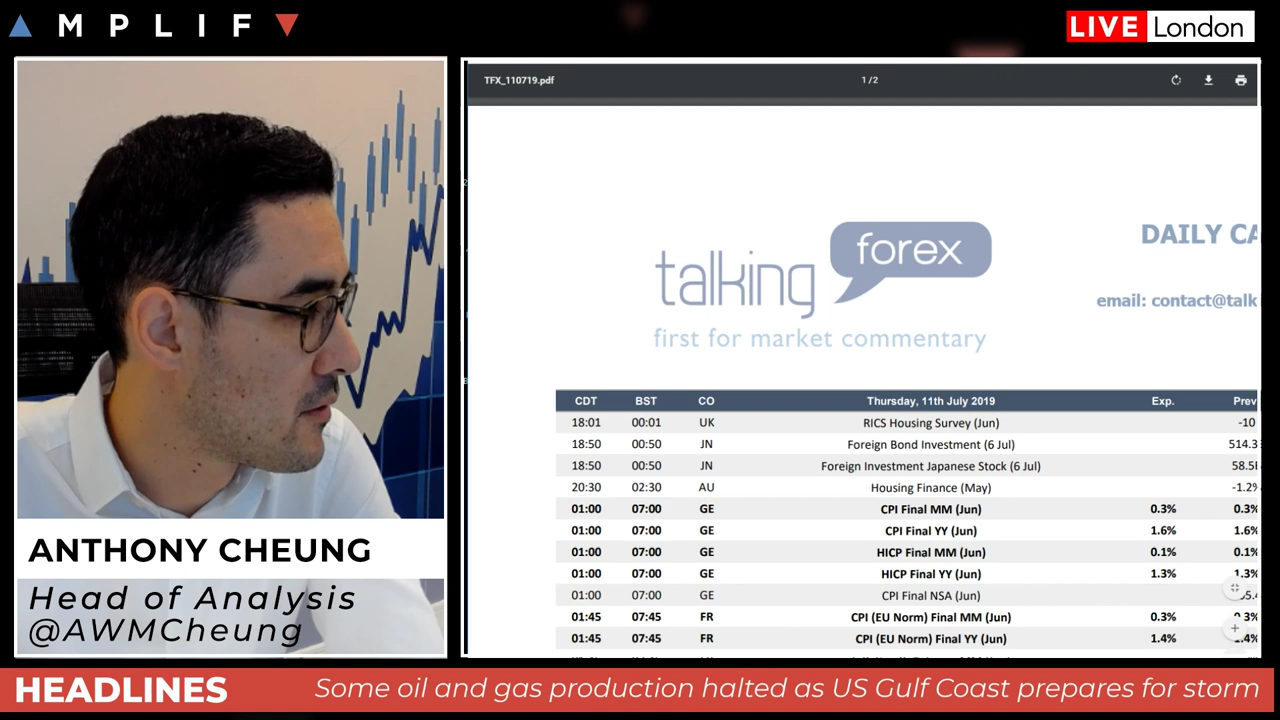 MPLIF
LIVE London
ANTHONY CHEUNG
Head of Analysis
@AWMCheung
TFX_110719.pdf 1/2
talking forex
first for market commentary
DAILY
email:
CDT BST CO Thursday, 11th July 2019 Exp. Prev
18:01 00:01 UK RICS Housing Survey (Jun) -10
18:50 00:50 JN Foreign Bond Investment (6 Jul) 514.3
18:50 00:50 JN Foreign Investment Japanese Stock (6 Jul) 58.5
20:30 02:30 AU Housing Finance (May) -1.2%
01:00 07:00 GE CPI Final MM (Jun) 0.3% 0.3%
01:00 07:00 GE CPI Final YY (Jun) 1.6% 1.6%
01:00 07:00 GE HICP Final MM (Jun) 0.1% 0.1%
01:00 07:00 GE HICP Final YY (Jun) 1.3% 1.3%
01:00 07:00 GE CPI Final NSA (Jun)
01:45 07:45 FR CPI (EU Norm) Final MM (Jun) 0.3%
01:45 07:45 FR CPI (EU Norm) Final YY (Jun) 1.4%
HEADLINES Some oil and gas production halted as US Gulf Coast prepares for storm